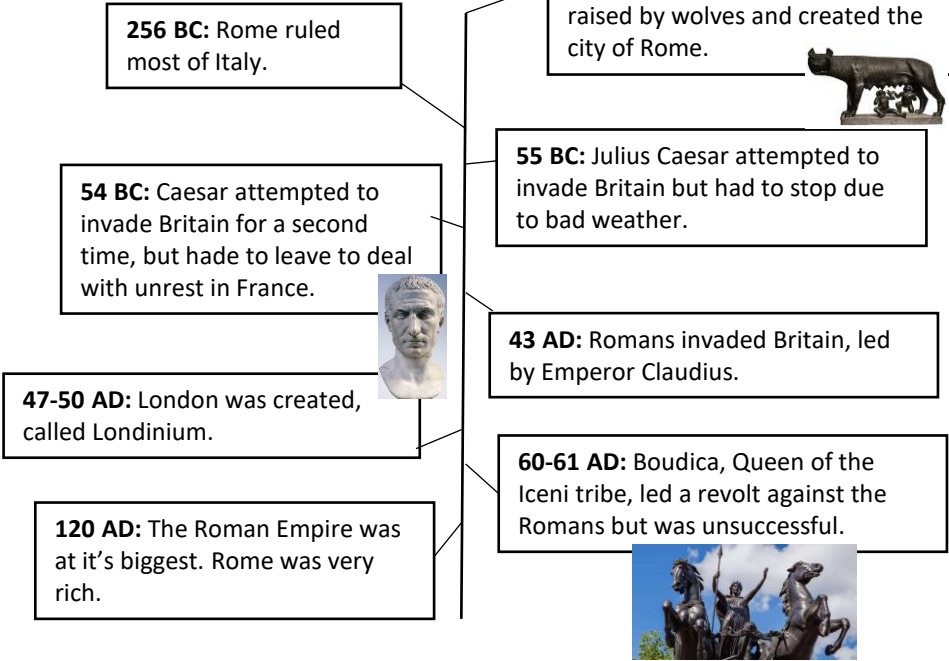 raised by wolves and created the
city of Rome.
256 BC: Rome ruled
most of Italy.
55 BC: Julius Caesar attempted to
invade Britain but had to stop due
to bad weather.
54 BC: Caesar attempted to
invade Britain for a second
time, but hade to leave to deal
with unrest in France.
43 AD: Romans invaded Britain, led
by Emperor Claudius.
47-50 AD: London was created,
called Londinium.
60-61 AD: Boudica, Queen of the
Iceni tribe, led a revolt against the
Romans but was unsuccessful.
120 AD: The Roman Empire was
at it’s biggest. Rome was very
rich.